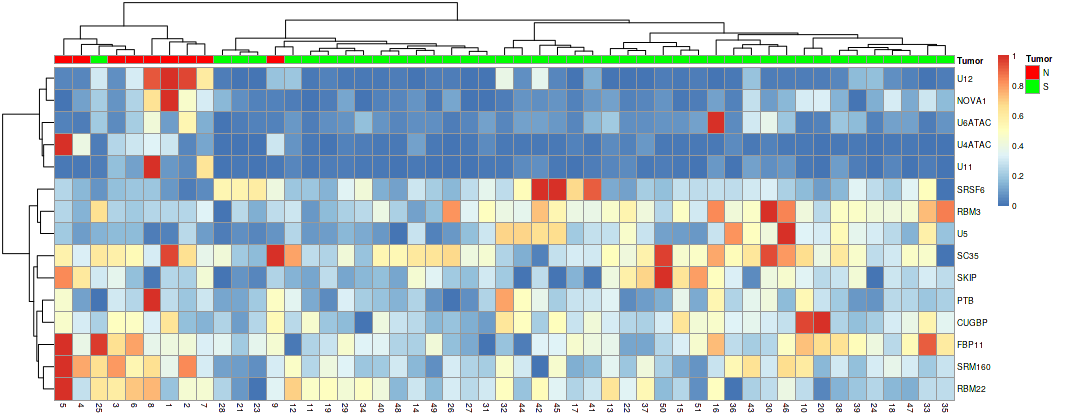 Tumor
U12
NOVA1
U6ATAC
U4ATAC
U11
SRSF6
RBM3
U5
SC35
SKIP
PTB
CUGBP
FBP11
SRM160
RBM22
5 4 25 3 6 8 1 2 7 28 21 23 9 12 11 19 29 34 40 48 14 49 26 27 31 32 44 42 45 17 41 13 22 37 50 15 51 16 36 43 30 46 10 20 38 39 24 18 47 33 35
1
0.8
0.6
0.4
0.2
0
Tumor
N
S